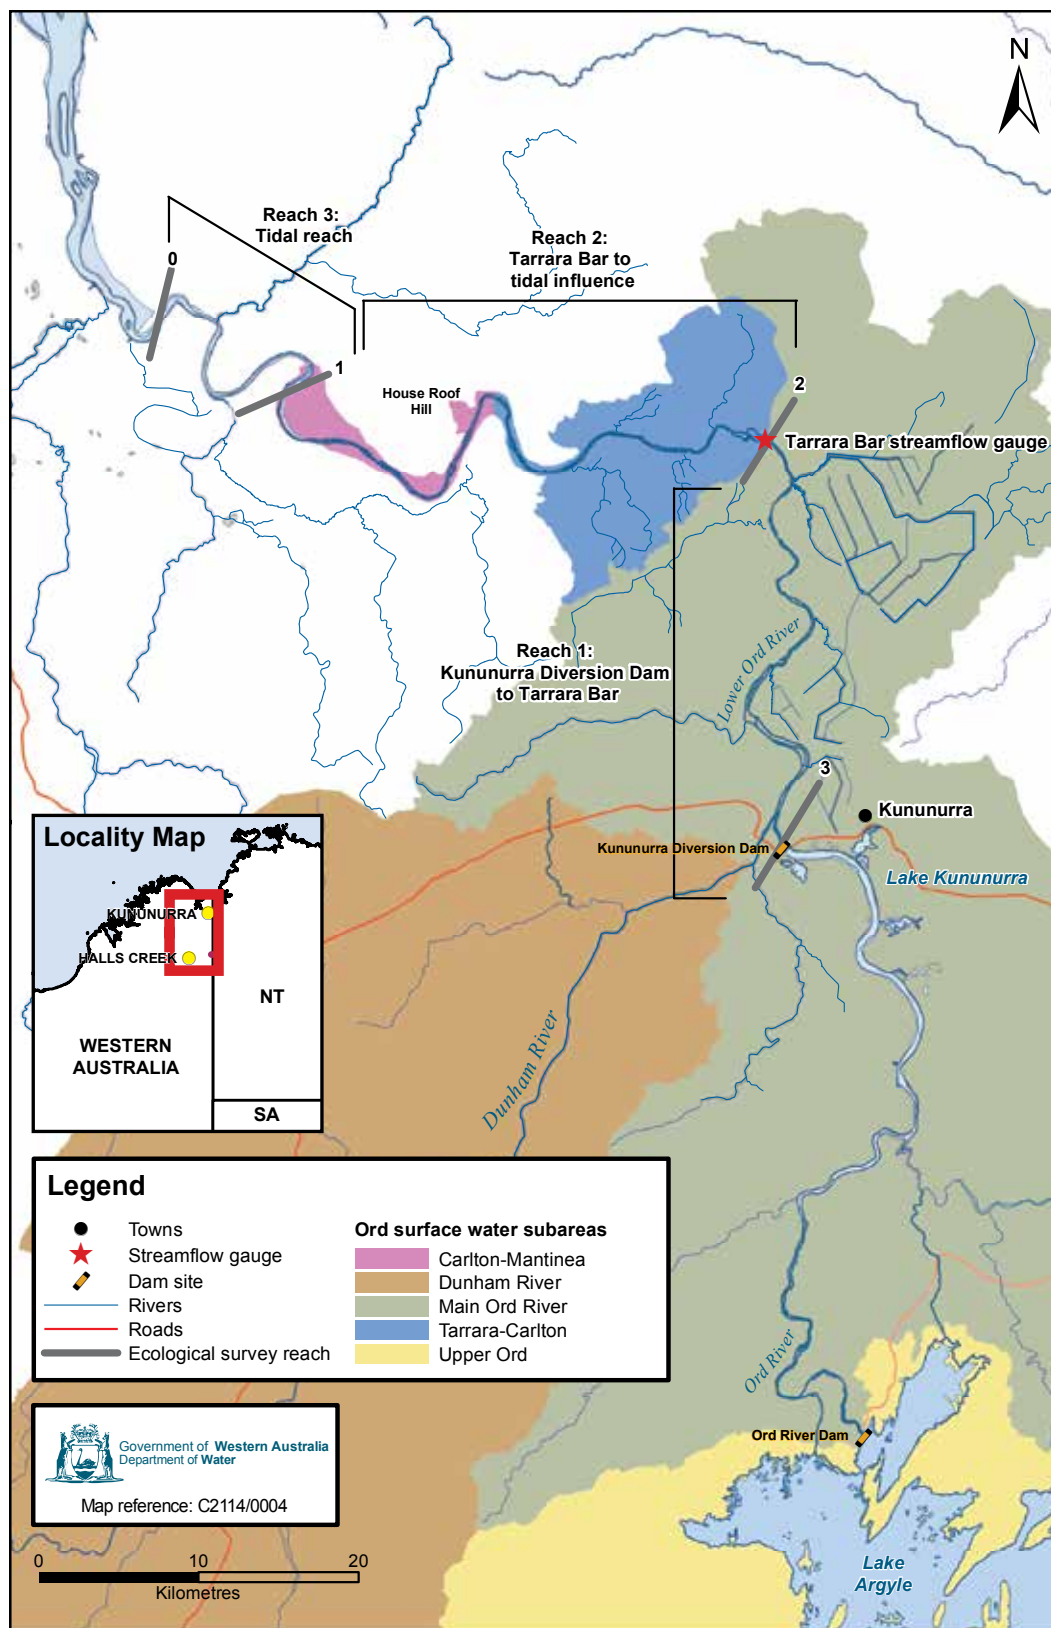 N
Reach 3:
Tidal reach
0
Reach 2:
Tarrara Bar to
tidal influence
1
House Roof
Hill
2
Tarrara Bar streamflow gauge
Reach 1:
Kununurra Diversion Dam
to Tarrara Bar
Lower Ord River
3
Kununurra
Kununurra Diversion Dam
Lake Kununurra
Locality Map
KUNUNURRA
HALLS CREEK
NT
WESTERN
AUSTRALIA
SA
Dunham River
Legend
Towns
Streamflow gauge
Dam site
Rivers
Roads
Ecological survey reach
Ord surface water subareas
Carlton-Mantinea
Dunham River
Main Ord River
Tarrara-Carlton
Upper Ord
Ord River
Ord River Dam
Government of Western Australia
Department of Water
Map reference: C2114/0004
0 10 20
Kilometres
Lake
Argyle